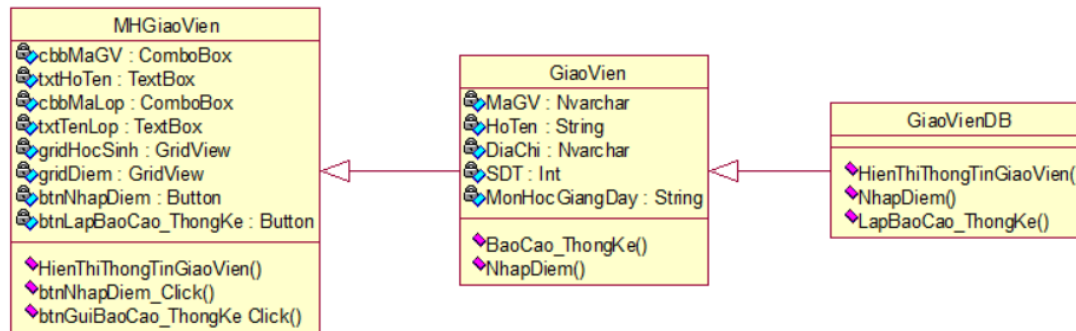 MHGiaoVien
cbbMaGV : ComboBox
txtHoTen : TextBox
cbbMaLop : ComboBox
txtTenLop : TextBox
gridHocSinh : GridView
gridDiem : GridView
btnNhapDiem : Button
btnLapBaoCao_ThongKe : Button
HienThiThongTinGiaoVien()
btnNhapDiem_Click()
btnGuiBaoCao_ThongKe Click()
GiaoVien
MaGV : Nvarchar
HoTen : String
DiaChi : Nvarchar
SDT : Int
MonHocGiangDay : String
BaoCao_ThongKe()
NhapDiem()
GiaoVienDB
HienThiThongTinGiaoVien(
NhapDiem()
LapBaoCao_ThongKe()